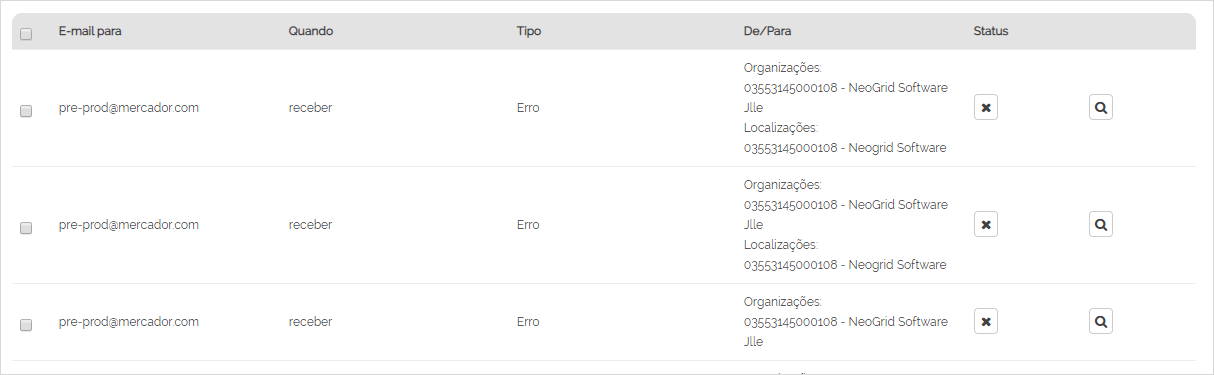 E-mail para Quando Tipo De/Para Status
Organizações:
03553145000108 - NeoGrid Software
pre-prod@mercador.com receber Erro Jlle
Localizações:
03553145000108 - Neogrid Software
Organizações:
03553145000108 - NeoGrid Software
pre-prod@mercador.com receber Erro Jlle
Localizações:
03553145000108 - Neogrid Software
Organizações:
pre-prod@mercador.com receber Erro 03553145000108 - NeoGrid Software
Jlle